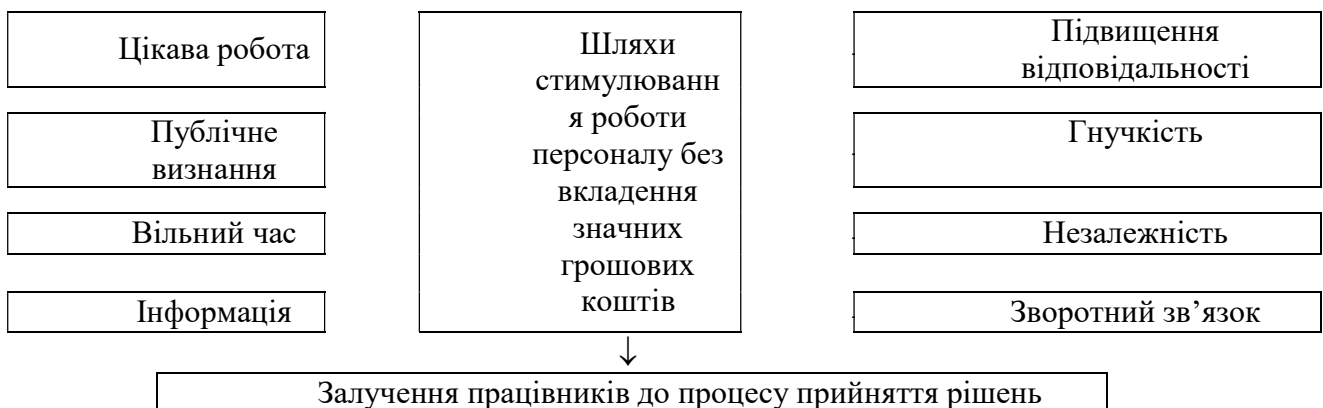 Цікава робота
Публічне
визнання
Вільний час
Інформація
Шляхи
стимулюванн
я роботи
персоналу без
вкладення
значних
грошових
коштів
Підвищення
відповідальності
Гнучкість
Незалежність
Зворотний зв’язок
↓
Залучення працівників до процесу прийняття рішень